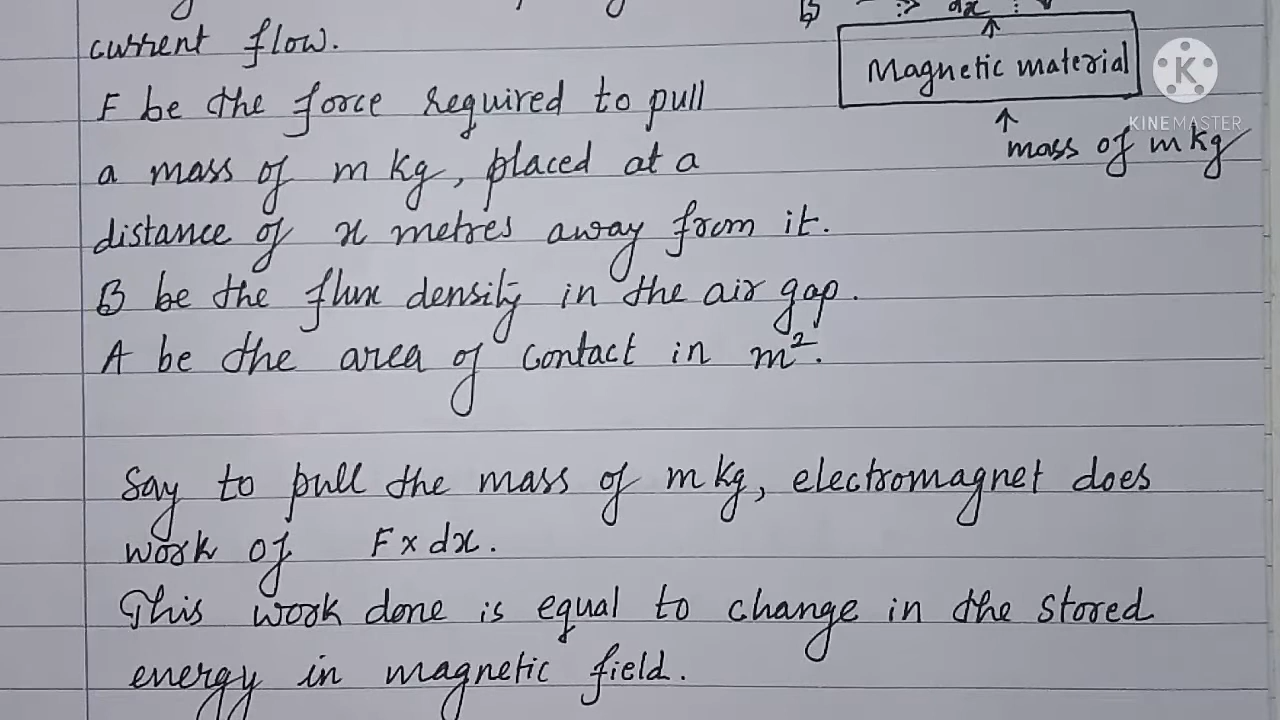 B dx
current flow.
Magnetic material
K
KINEMASTER
F be the force required to pull
mass of m kg
a mass of m kg, placed at a
distance of x metres away from it.
B be the flux density in the air gap.
A be the area of contact in m².
Say to pull the mass of m kg, electromagnet does
work of F x dx.
This work done is equal to change in the stored
energy in magnetic field.